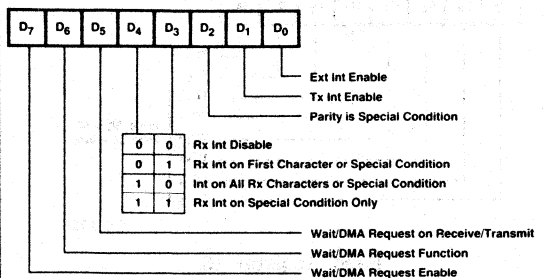 D7 D6 D5 D4 D3 D2 D1 D0
Ext Int Enable
Tx Int Enable
Parity is Special Condition
0 0 Rx Int Disable
0 1 Rx Int on First Character or Special Condition
1 0 Int on All Rx Characters or Special Condition
1 1 Rx Int on Special Condition Only
Wait/DMA Request on Receive/Transmit
Wait/DMA Request Function
Wait/DMA Request Enable